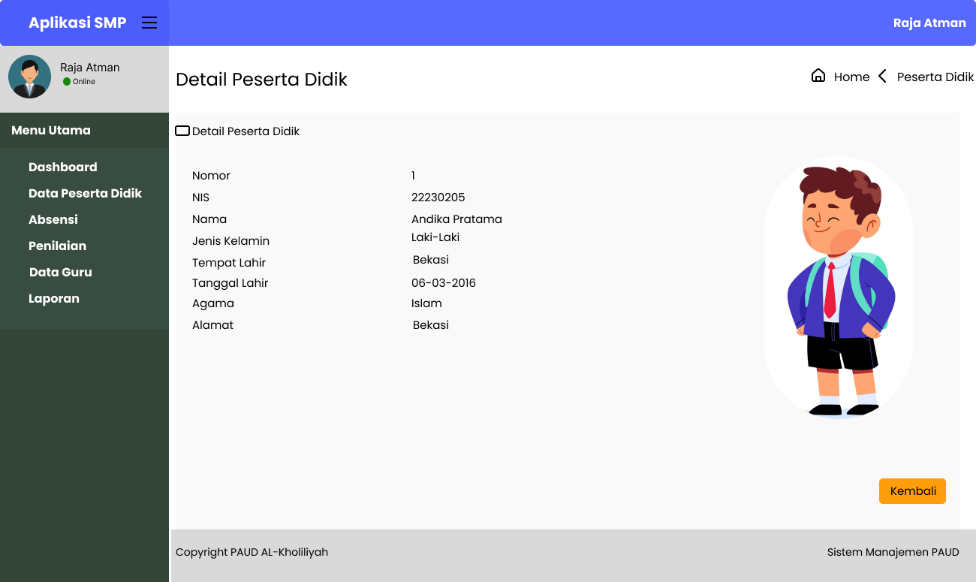 Aplikasi SMP
Raja Atman
Raja Atman
Online
Detail Peserta Didik
Home
Peserta Didik
Menu Utama
Dashboard
Data Peserta Didik
Absensi
Penilaian
Data Guru
Laporan
Detail Peserta Didik
Nomor 1
NIS 22230205
Nama Andika Pratama
Jenis Kelamin Laki-Laki
Tempat Lahir Bekasi
Tanggal Lahir 06-03-2016
Agama Islam
Alamat Bekasi
Kembali
Copyright PAUD AL-Kholiliyah
Sistem Manajemen PAUD